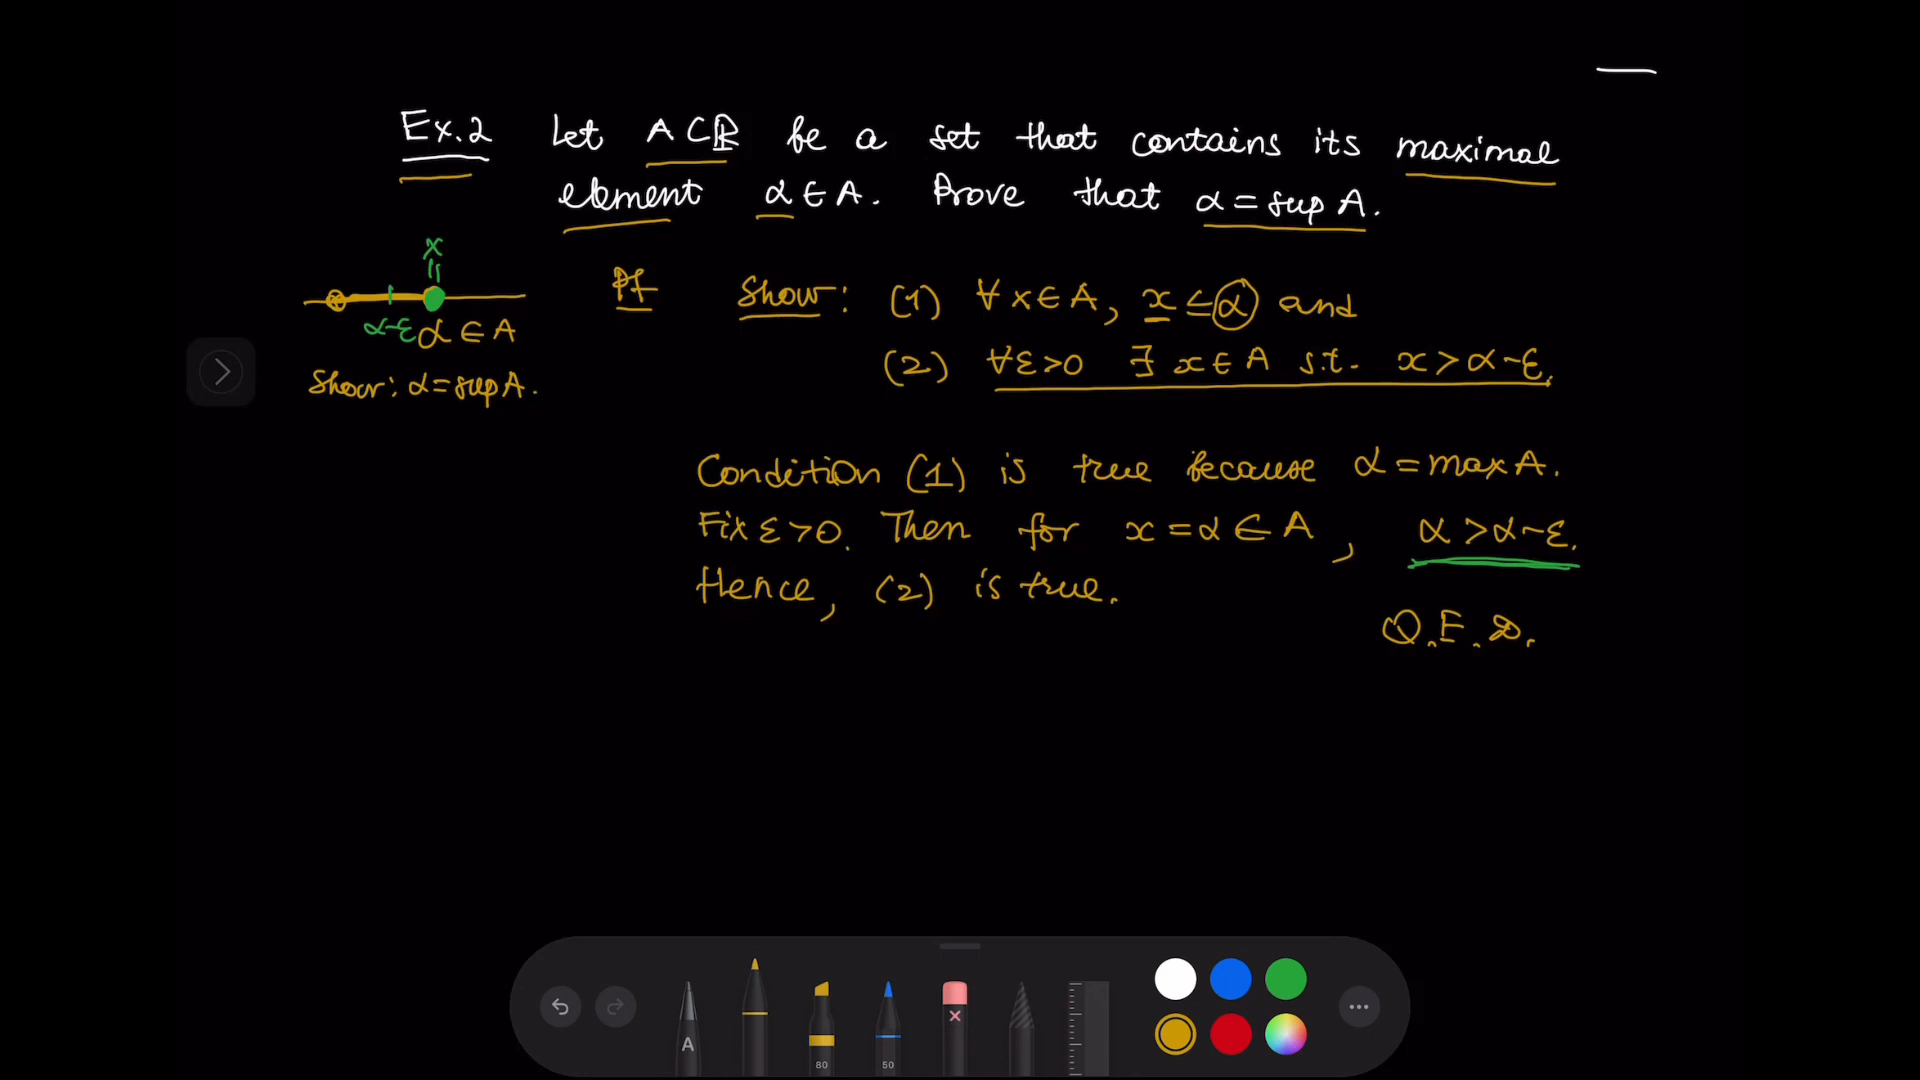 Ex.2 Let A ⊂ ℝ be a set that contains its maximal
element α ∈ A. Prove that α = sup A.
x
||
α-ε α ∈ A
Show: α = sup A.
Pf Show: (1) ∀ x ∈ A, x ≤ α and
(2) ∀ε>0 ∃ x ∈ A s.t. x > α-ε.
Condition (1) is true because α = max A.
Fix ε>0. Then for x = α ∈ A, α > α-ε.
Hence, (2) is true.
Q.E.D.
A 80 50